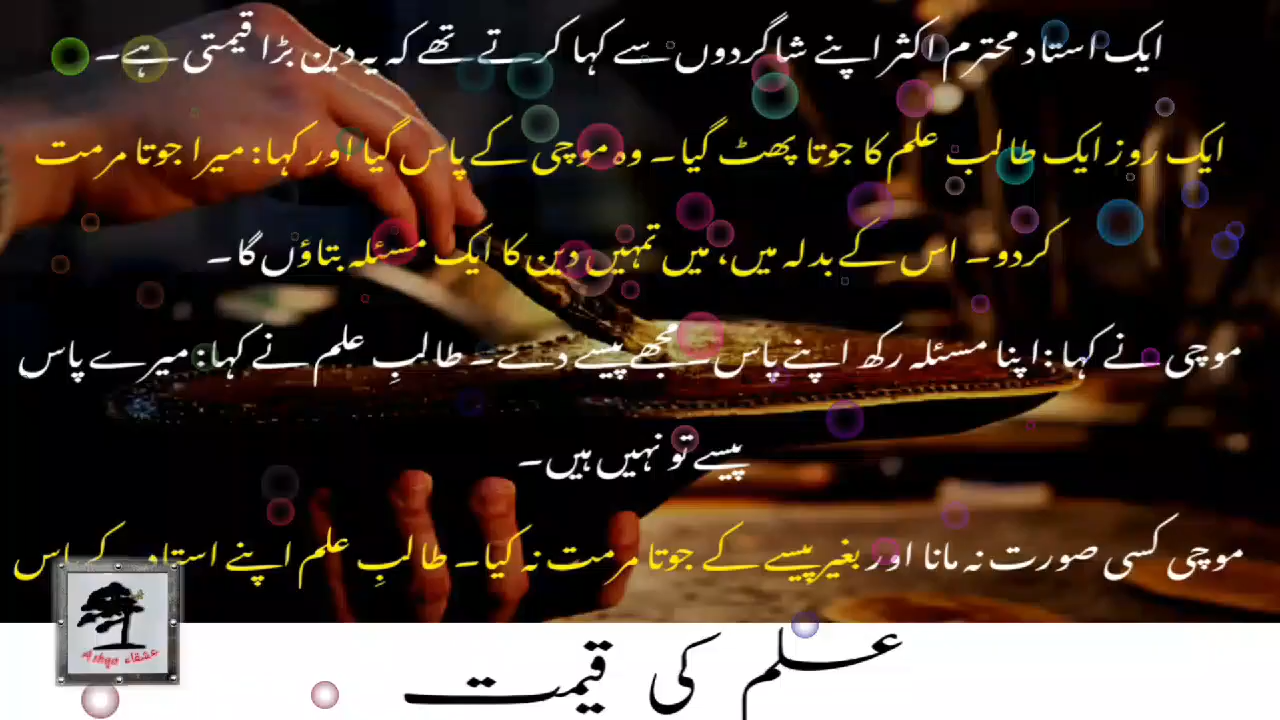 ایک استاد محترم اکثر اپنے شاگردوں سے کہا کرتے تھے کہ یہ دین بڑا قیمتی ہے۔
ایک روز ایک طالب علم کا جوتا پھٹ گیا۔ وہ موچی کے پاس گیا اور کہا: میرا جوتا مرمت
کردو۔ اس کے بدلہ میں، میں تمہیں دین کا ایک مسئلہ بتاؤں گا۔
موچی نے کہا :اپنا مسئلہ رکھ اپنے پاس۔ مجھے پیسے دے۔ طالبِ علم نے کہا: میرے پاس
پیسے تو نہیں ہیں۔
موچی کسی صورت نہ مانا اور بغیر پیسے کے جوتا مرمت نہ کیا۔ طالبِ علم اپنے استاد کے پاس
علم کی قیمت